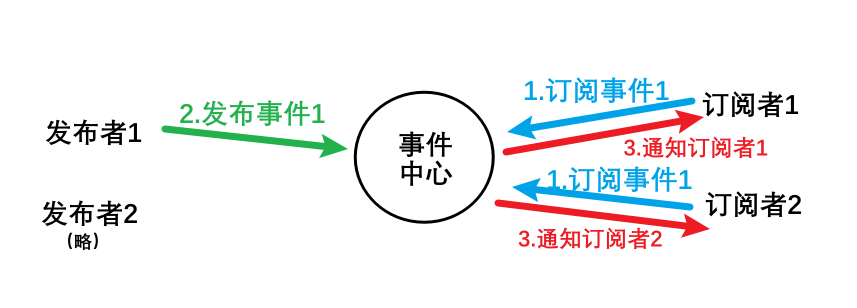 1.订阅事件1
订阅者1
2.发布事件1
发布者1
事件
中心
3.通知订阅者1
1.订阅事件1
订阅者2
发布者2
(略)
3.通知订阅者2